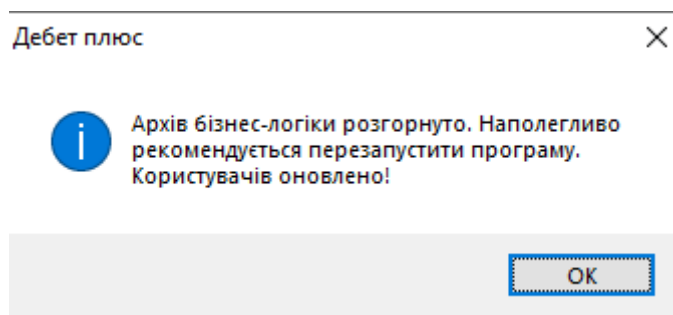 Дебет плюс
Архів бізнес-логіки розгорнуто. Наполегливо
рекомендується перезапустити програму.
Користувачів оновлено!
OK